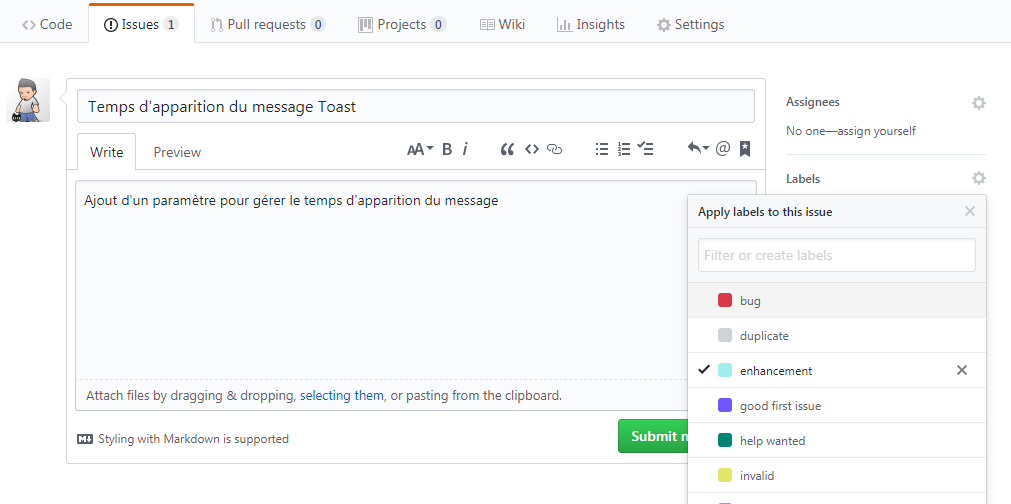 Code Issues 1 Pull requests 0 Projects 0 Wiki Insights Settings
Temps d'apparition du message Toast
Write Preview AA B i
Ajout d'un paramètre pour gérer le temps d'apparition du message
Attach files by dragging & dropping, selecting them, or pasting from the clipboard.
Styling with Markdown is supported
Submit
Assignees
No one—assign yourself
Labels
Apply labels to this issue
Filter or create labels
bug
duplicate
enhancement
good first issue
help wanted
invalid